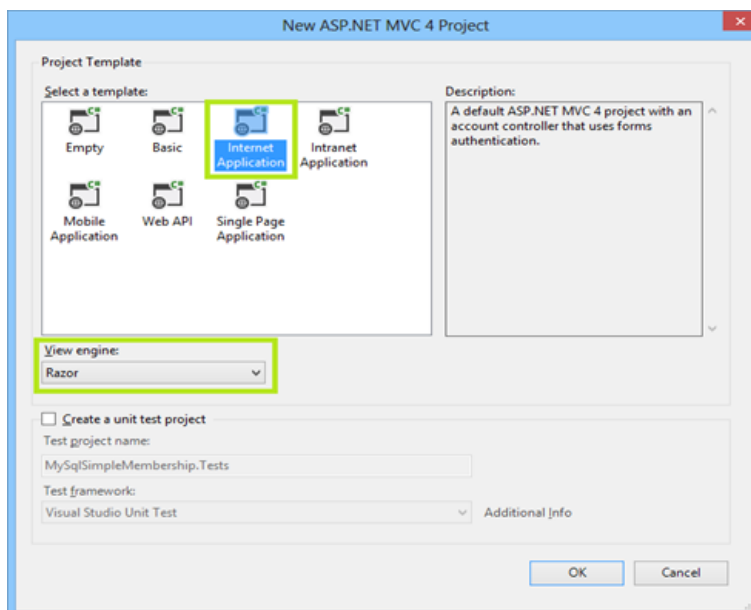 New ASP.NET MVC 4 Project
Project Template
Select a template:
Empty
Basic
Internet
Application
Intranet
Application
Mobile
Application
Web API
Single Page
Application
Description:
A default ASP.NET MVC 4 project with an
account controller that uses forms
authentication.
View engine:
Razor
Create a unit test project
Test project name:
MySqlSimpleMembership.Tests
Test framework:
Visual Studio Unit Test
Additional Info
OK
Cancel